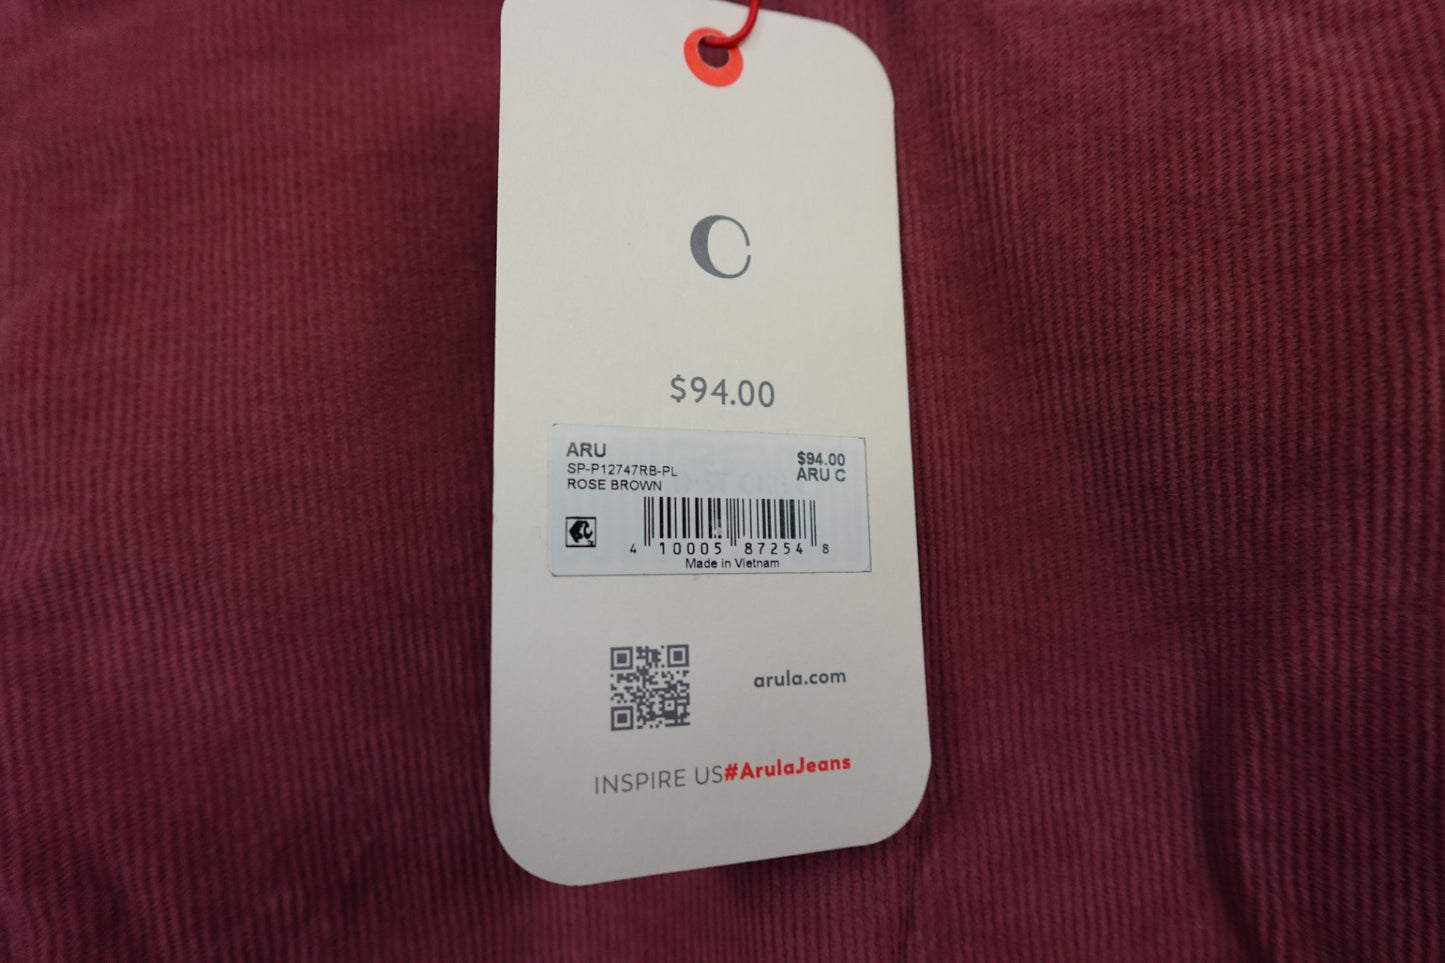 C
$94.00
ARU
SP-P12747RB-PL
ROSE BROWN
$94.00
ARU C
4 10005 87254 8
Made in Vietnam
arula.com
INSPIRE US#ArulaJeans